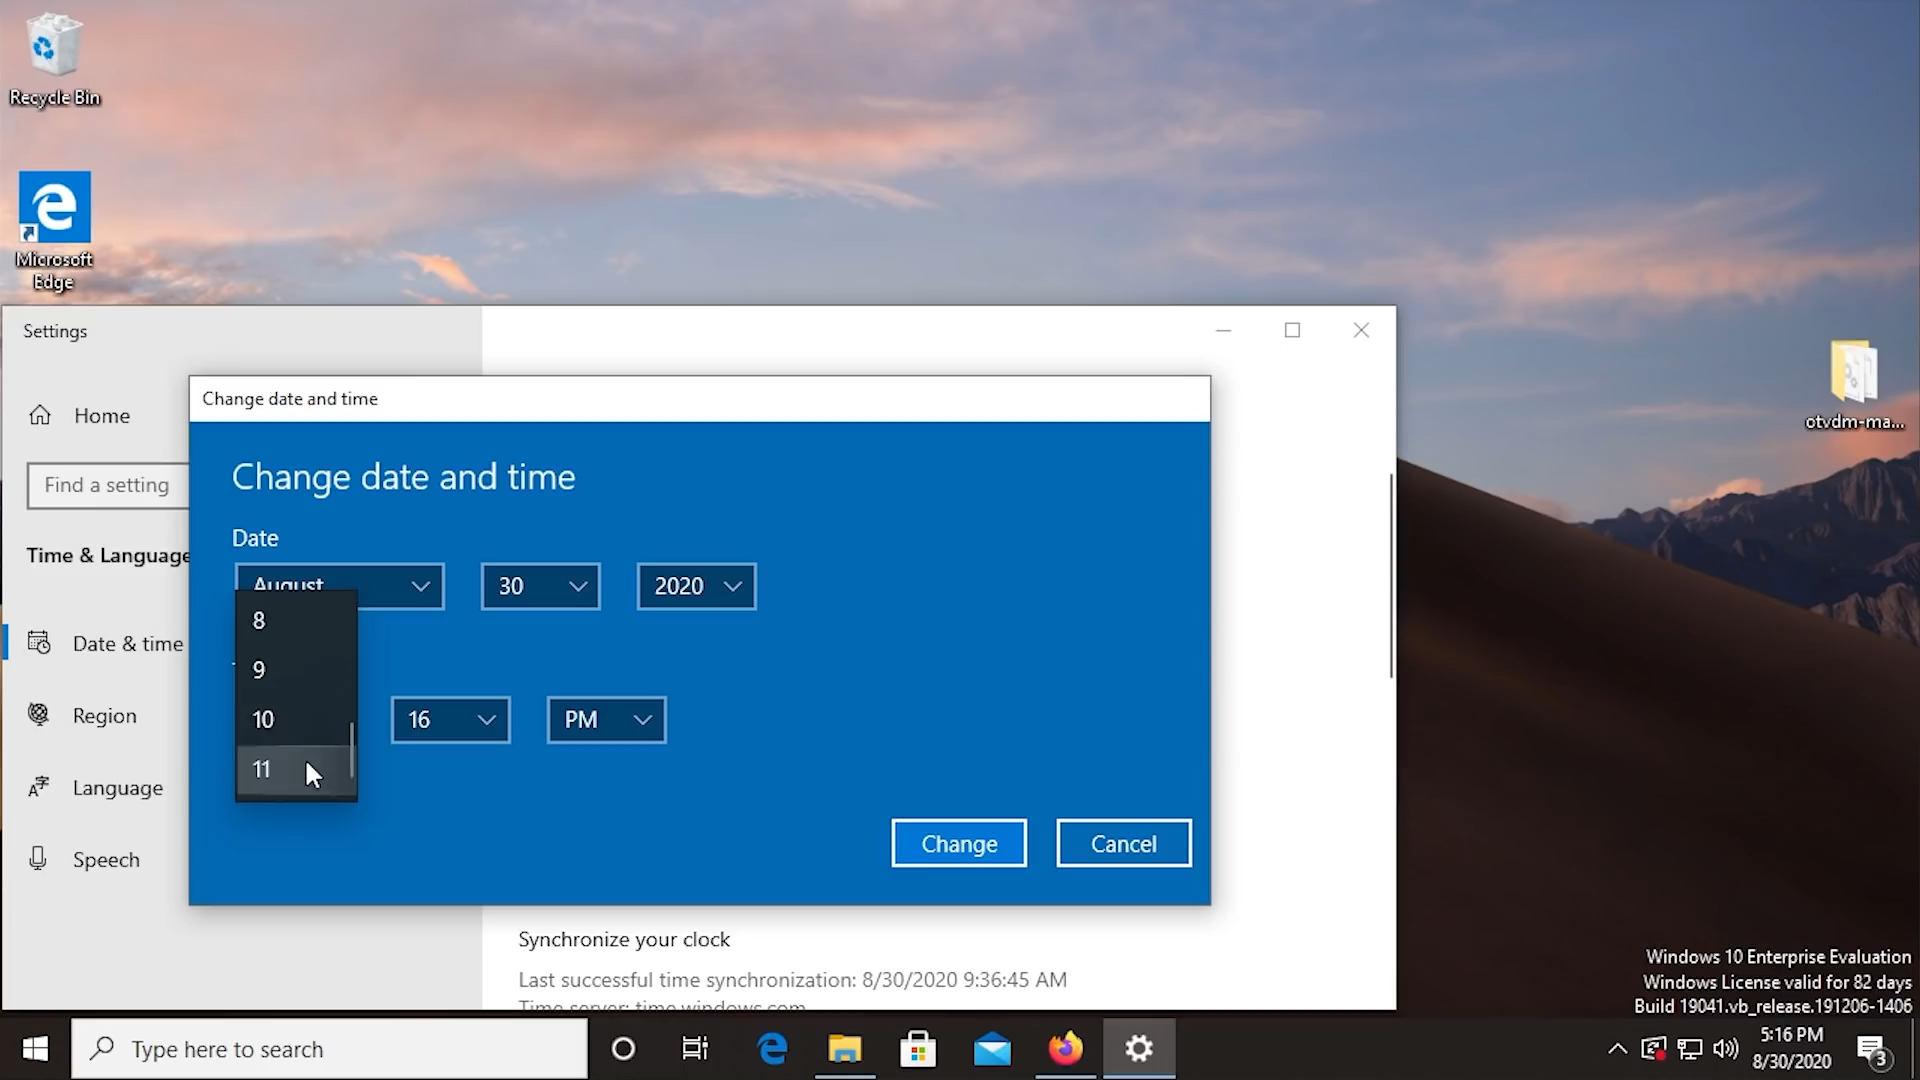 Recycle Bin
Microsoft
Edge
otvdm-ma...
Settings
Home
Find a setting
Time & Language
Date & time
Region
Language
Speech
Change date and time
Change date and time
Date
August
30
2020
8
9
10
11
16
PM
Change
Cancel
Synchronize your clock
Last successful time synchronization: 8/30/2020 9:36:45 AM
Time server: time.windows.com
Windows 10 Enterprise Evaluation
Windows License valid for 82 days
Build 19041.vb_release.191206-1406
Type here to search
5:16 PM
8/30/2020
3